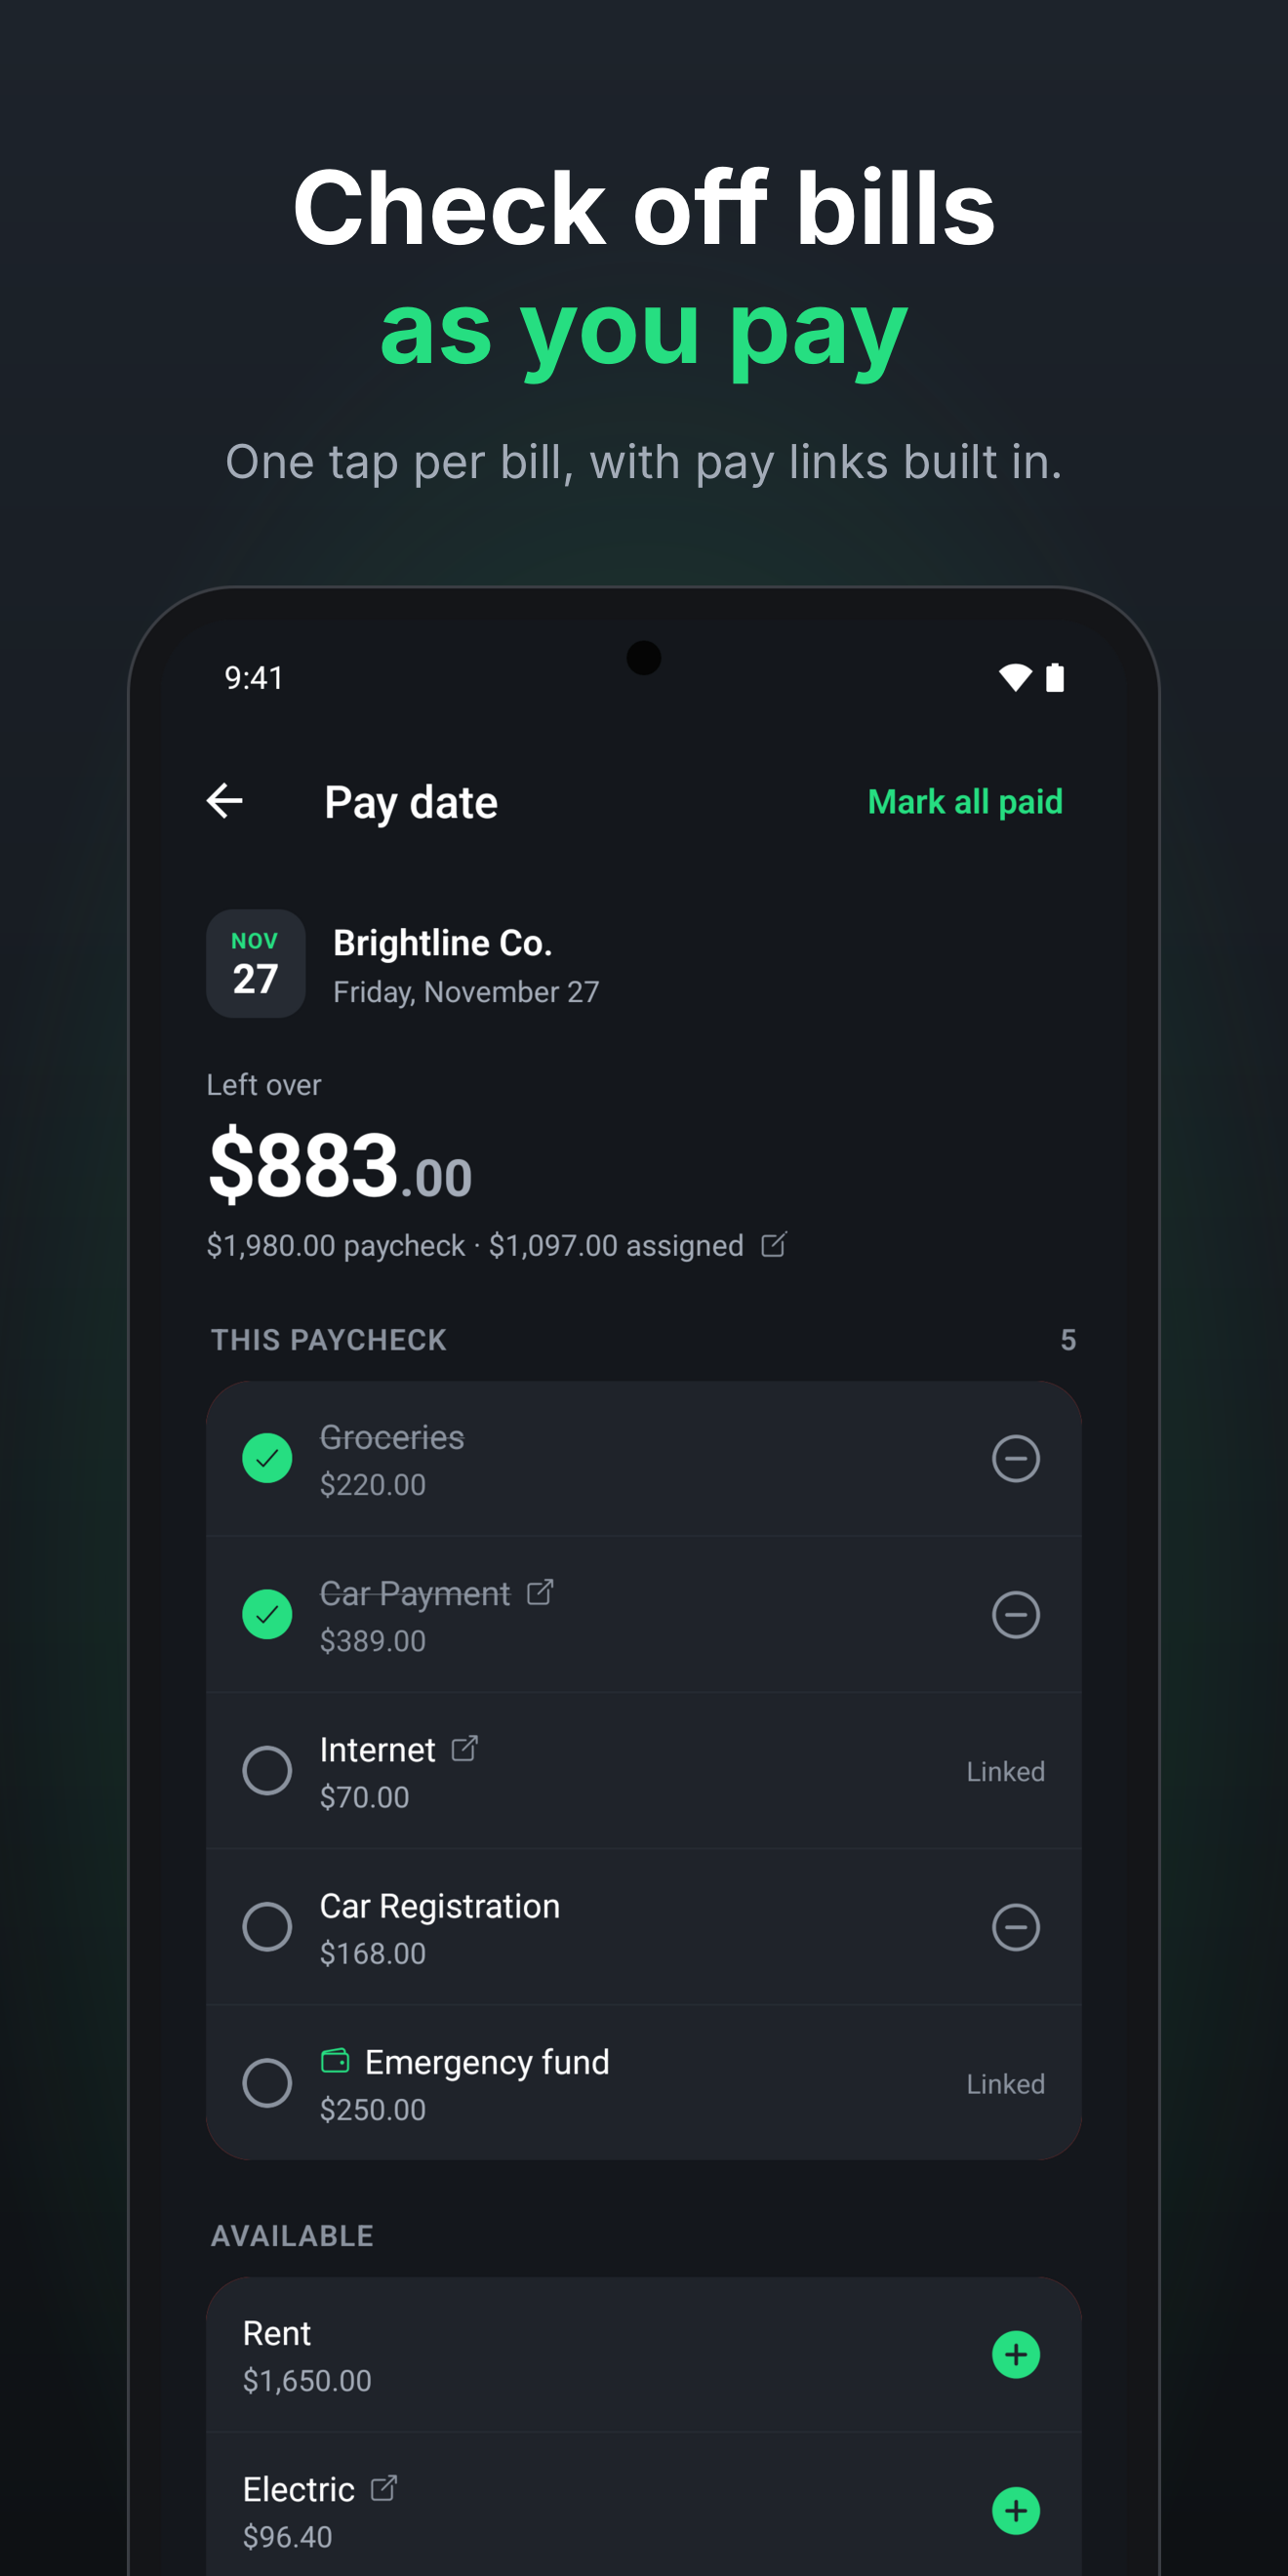 Check off bills
as you pay
One tap per bill, with pay links built in.
9:41
Pay date
Mark all paid
NOV
27
Brightline Co.
Friday, November 27
Left over
$883.00
$1,980.00 paycheck · $1,097.00 assigned
THIS PAYCHECK
5
Groceries
$220.00
Car Payment
$389.00
Internet
$70.00
Linked
Car Registration
$168.00
Emergency fund
$250.00
Linked
AVAILABLE
Rent
$1,650.00
Electric
$96.40